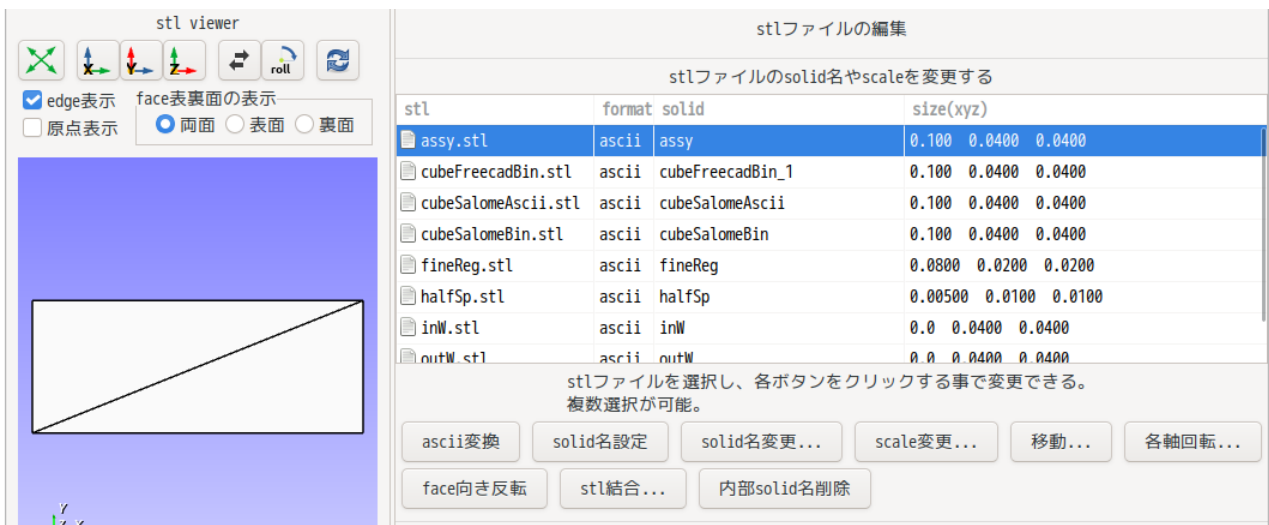 stl viewer
X Y Z roll
edge表示
原点表示
face表裏面の表示
両面 表面 裏面
Y
Z X
stlファイルの編集
stlファイルのsolid名やscaleを変更する
stl format solid size(xyz)
assy.stl ascii assy 0.100 0.0400 0.0400
cubeFreecadBin.stl ascii cubeFreecadBin_1 0.100 0.0400 0.0400
cubeSalomeAscii.stl ascii cubeSalomeAscii 0.100 0.0400 0.0400
cubeSalomeBin.stl ascii cubeSalomeBin 0.100 0.0400 0.0400
fineReg.stl ascii fineReg 0.0800 0.0200 0.0200
halfSp.stl ascii halfSp 0.00500 0.0100 0.0100
inW.stl ascii inW 0.0 0.0400 0.0400
outW.stl ascii outW 0.0 0.0400 0.0400
stlファイルを選択し、各ボタンをクリックする事で変更できる。
複数選択が可能。
ascii変換 solid名設定 solid名変更... scale変更... 移動... 各軸回転...
face向き反転 stl結合... 内部solid名削除